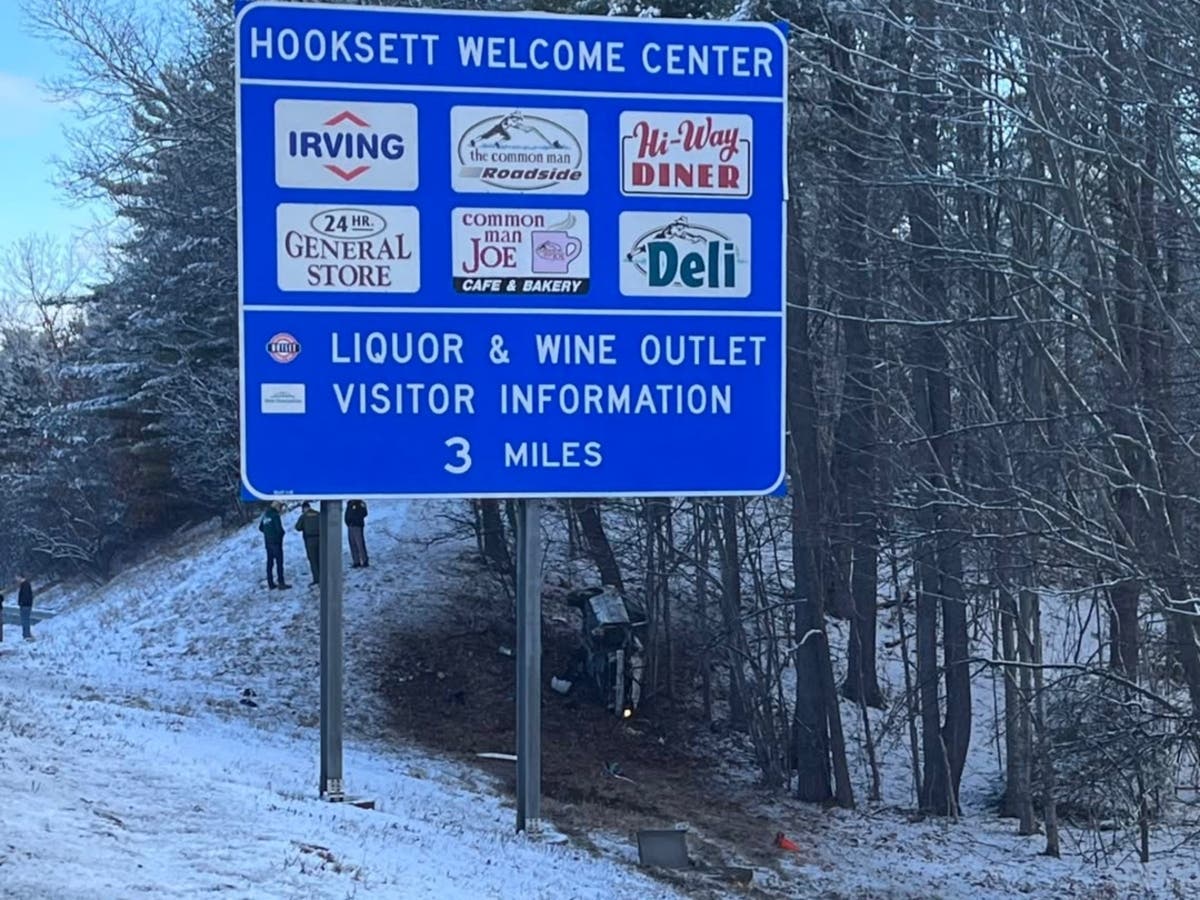 HOOKSETT WELCOME CENTER
IRVING
the common man
Roadside
Hi-Way
DINER
24 HR.
GENERAL
STORE
common
man
JOE
CAFE & BAKERY
Deli
OUTLET
LIQUOR & WINE OUTLET
VISITOR INFORMATION
3 MILES